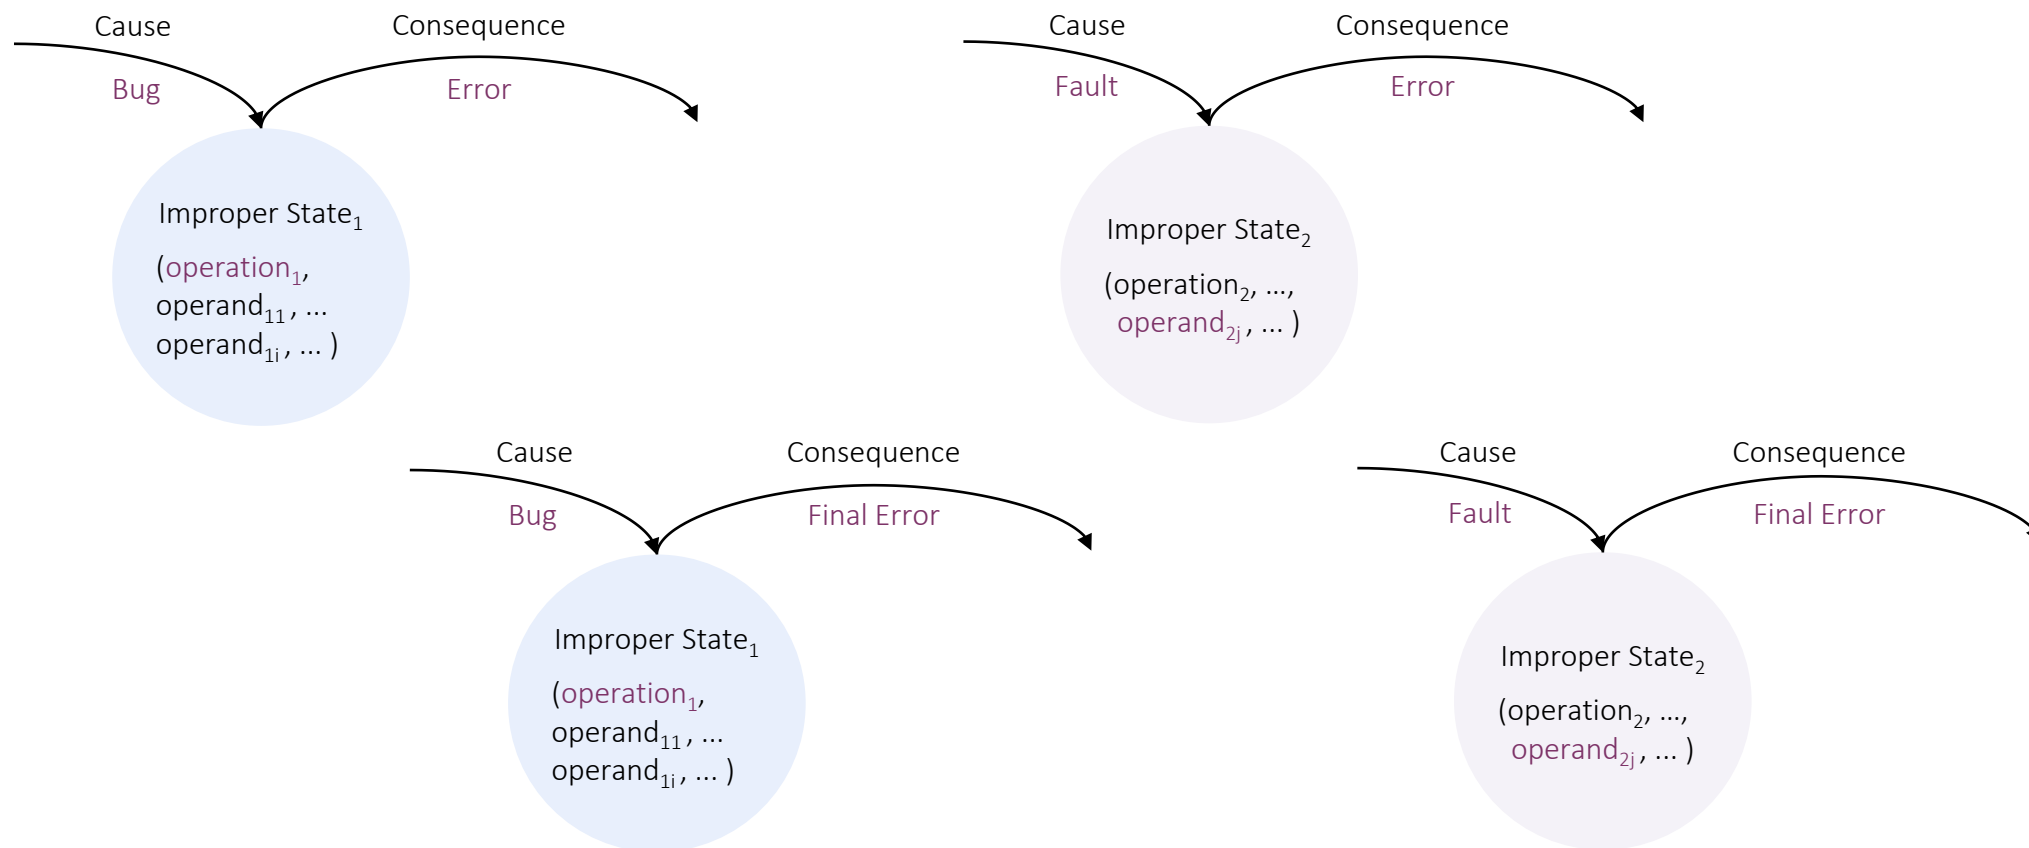 Cause
Consequence
Bug
Error
Improper State₁
(operation₁,
operand₁₁, ...
operand₁ᵢ, ... )
Cause
Consequence
Fault
Error
Improper State₂
(operation₂, ...,
operand₂ⱼ, ... )
Cause
Consequence
Bug
Final Error
Improper State₁
(operation₁,
operand₁₁, ...
operand₁ᵢ, ... )
Cause
Consequence
Fault
Final Error
Improper State₂
(operation₂, ...,
operand₂ⱼ, ... )